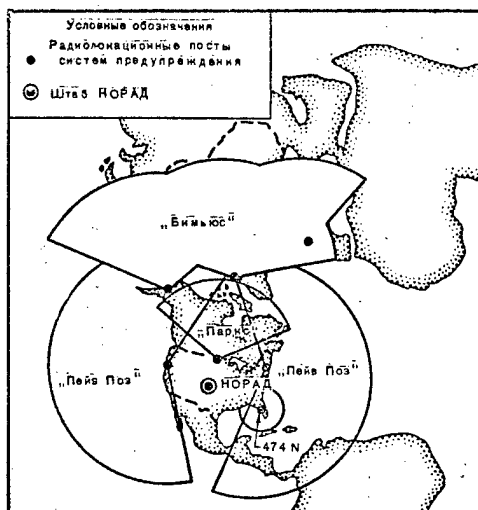 Условные обозначения
Радиолокационные посты
систем предупреждения
Штаб НОРАД
„Бимьюс"
„Паркс"
„Пейв Поз"
НОРАД
„Пейв Поз"
474 N